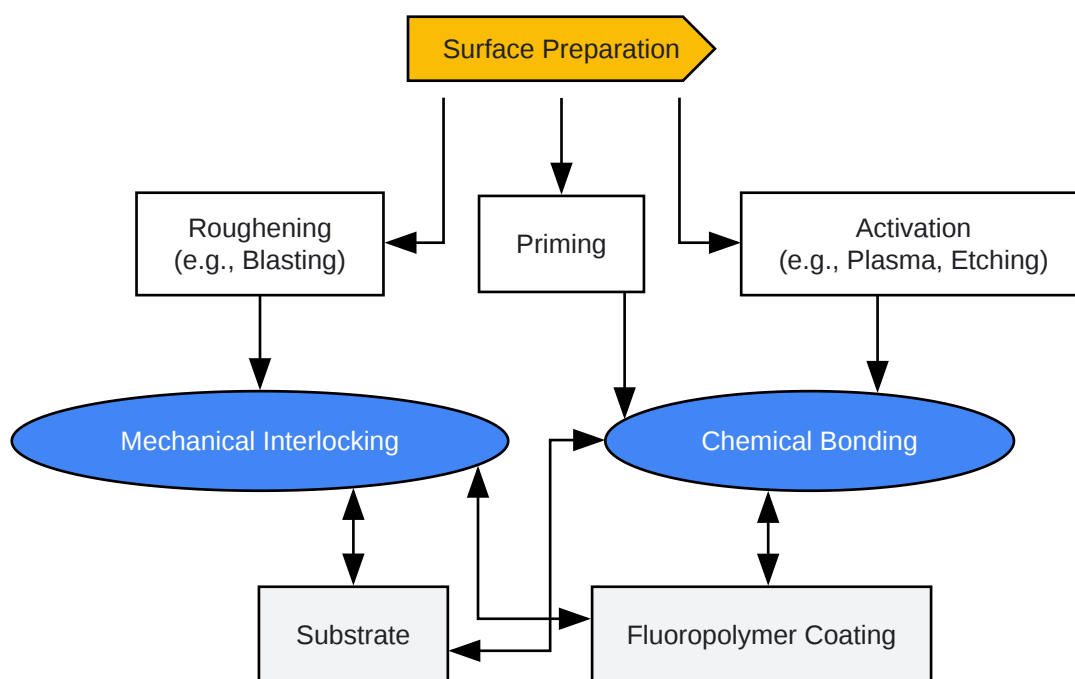 Surface Preparation
Roughening
(e.g., Blasting)
Priming
Activation
(e.g., Plasma, Etching)
Mechanical Interlocking
Chemical Bonding
Substrate
Fluoropolymer Coating